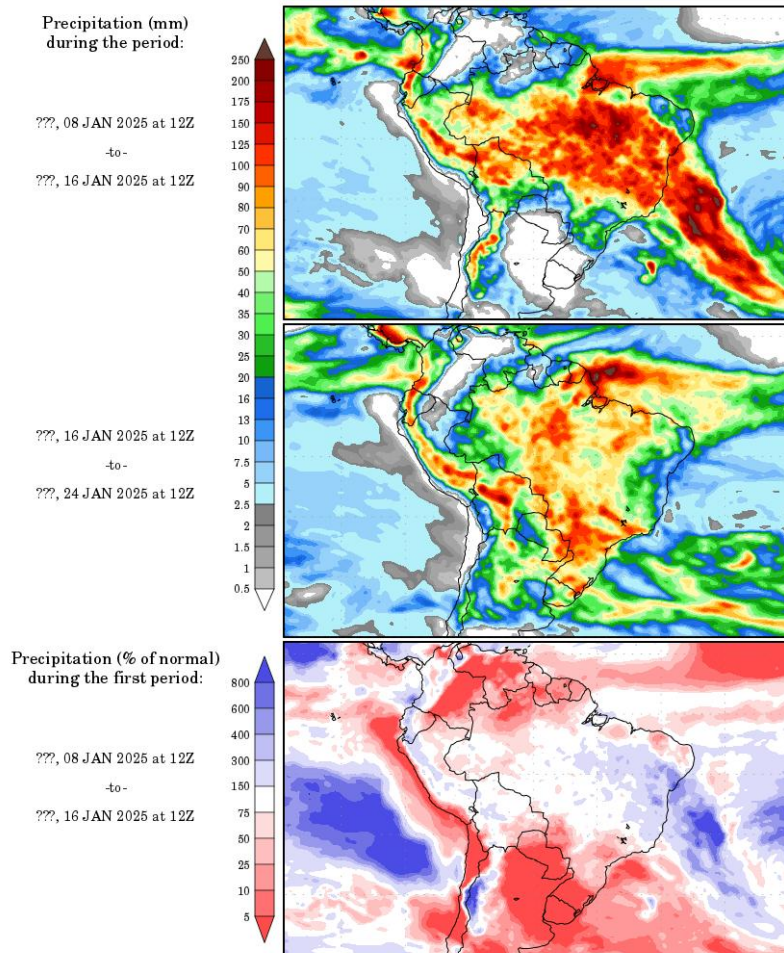 Precipitation (mm)
during the period:
???, 08 JAN 2025 at 12Z
-to-
???, 16 JAN 2025 at 12Z
250
200
175
150
125
100
90
80
70
60
50
40
35
30
25
20
16
13
10
7.5
5
2.5
2
1.5
1
0.5
???, 16 JAN 2025 at 12Z
-to-
???, 24 JAN 2025 at 12Z
Precipitation (% of normal)
during the first period:
???, 08 JAN 2025 at 12Z
-to-
???, 16 JAN 2025 at 12Z
800
600
400
300
150
75
50
25
10
5